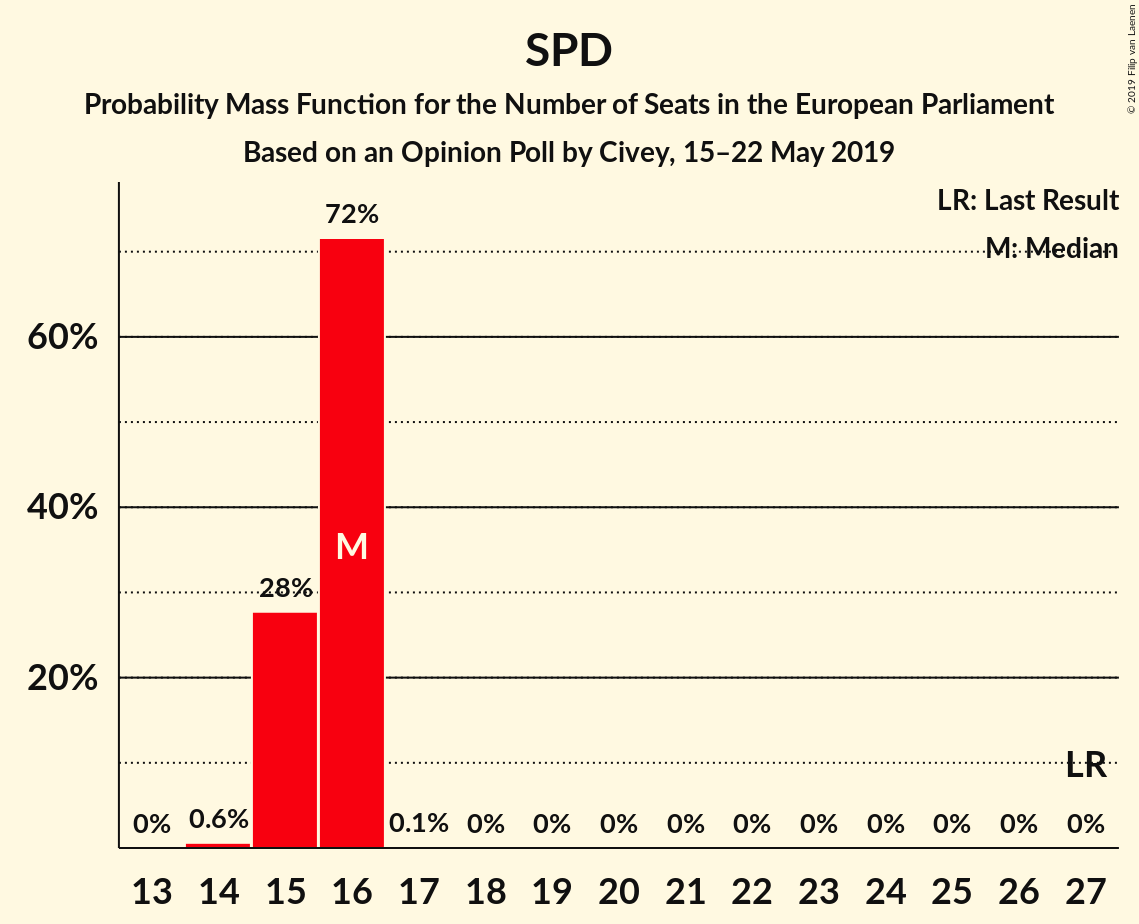 SPD
Probability Mass Function for the Number of Seats in the European Parliament
Based on an Opinion Poll by Civey, 15–22 May 2019
© 2019 Filip van Laenen
LR: Last Result
M: Median
72%
60%
40%
M
28%
20%
LR
0% 0.6% 0.1% 0% 0% 0% 0% 0% 0% 0% 0% 0% 0%
13 14 15 16 17 18 19 20 21 22 23 24 25 26 27